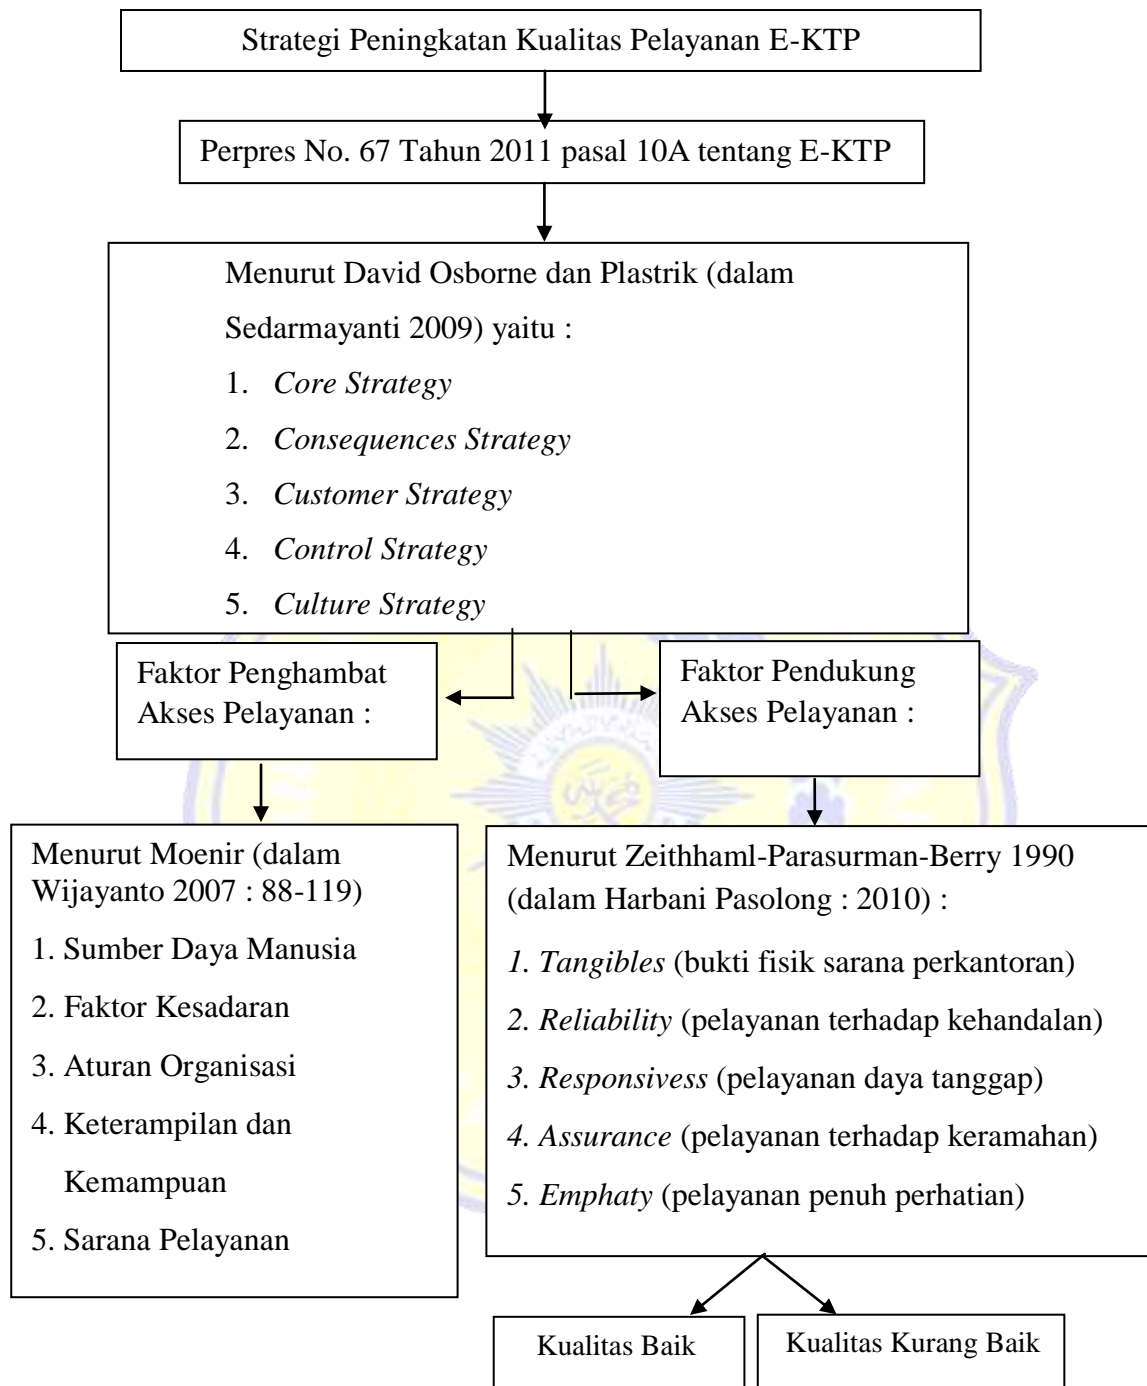 Strategi Peningkatan Kualitas Pelayanan E-KTP
Perpres No. 67 Tahun 2011 pasal 10A tentang E-KTP
Menurut David Osborne dan Plastrik (dalam
Sedarmayanti 2009) yaitu :
1. Core Strategy
2. Consequences Strategy
3. Customer Strategy
4. Control Strategy
5. Culture Strategy
Faktor Penghambat
Akses Pelayanan :
Faktor Pendukung
Akses Pelayanan :
Menurut Moenir (dalam
Wijayanto 2007 : 88-119)
1. Sumber Daya Manusia
2. Faktor Kesadaran
3. Aturan Organisasi
4. Keterampilan dan
Kemampuan
5. Sarana Pelayanan
Menurut Zeithhaml-Parasurman-Berry 1990
(dalam Harbani Pasolong : 2010) :
1. Tangibles (bukti fisik sarana perkantoran)
2. Reliability (pelayanan terhadap kehandalan)
3. Responsivess (pelayanan daya tanggap)
4. Assurance (pelayanan terhadap keramahan)
5. Emphaty (pelayanan penuh perhatian)
Kualitas Baik
Kualitas Kurang Baik